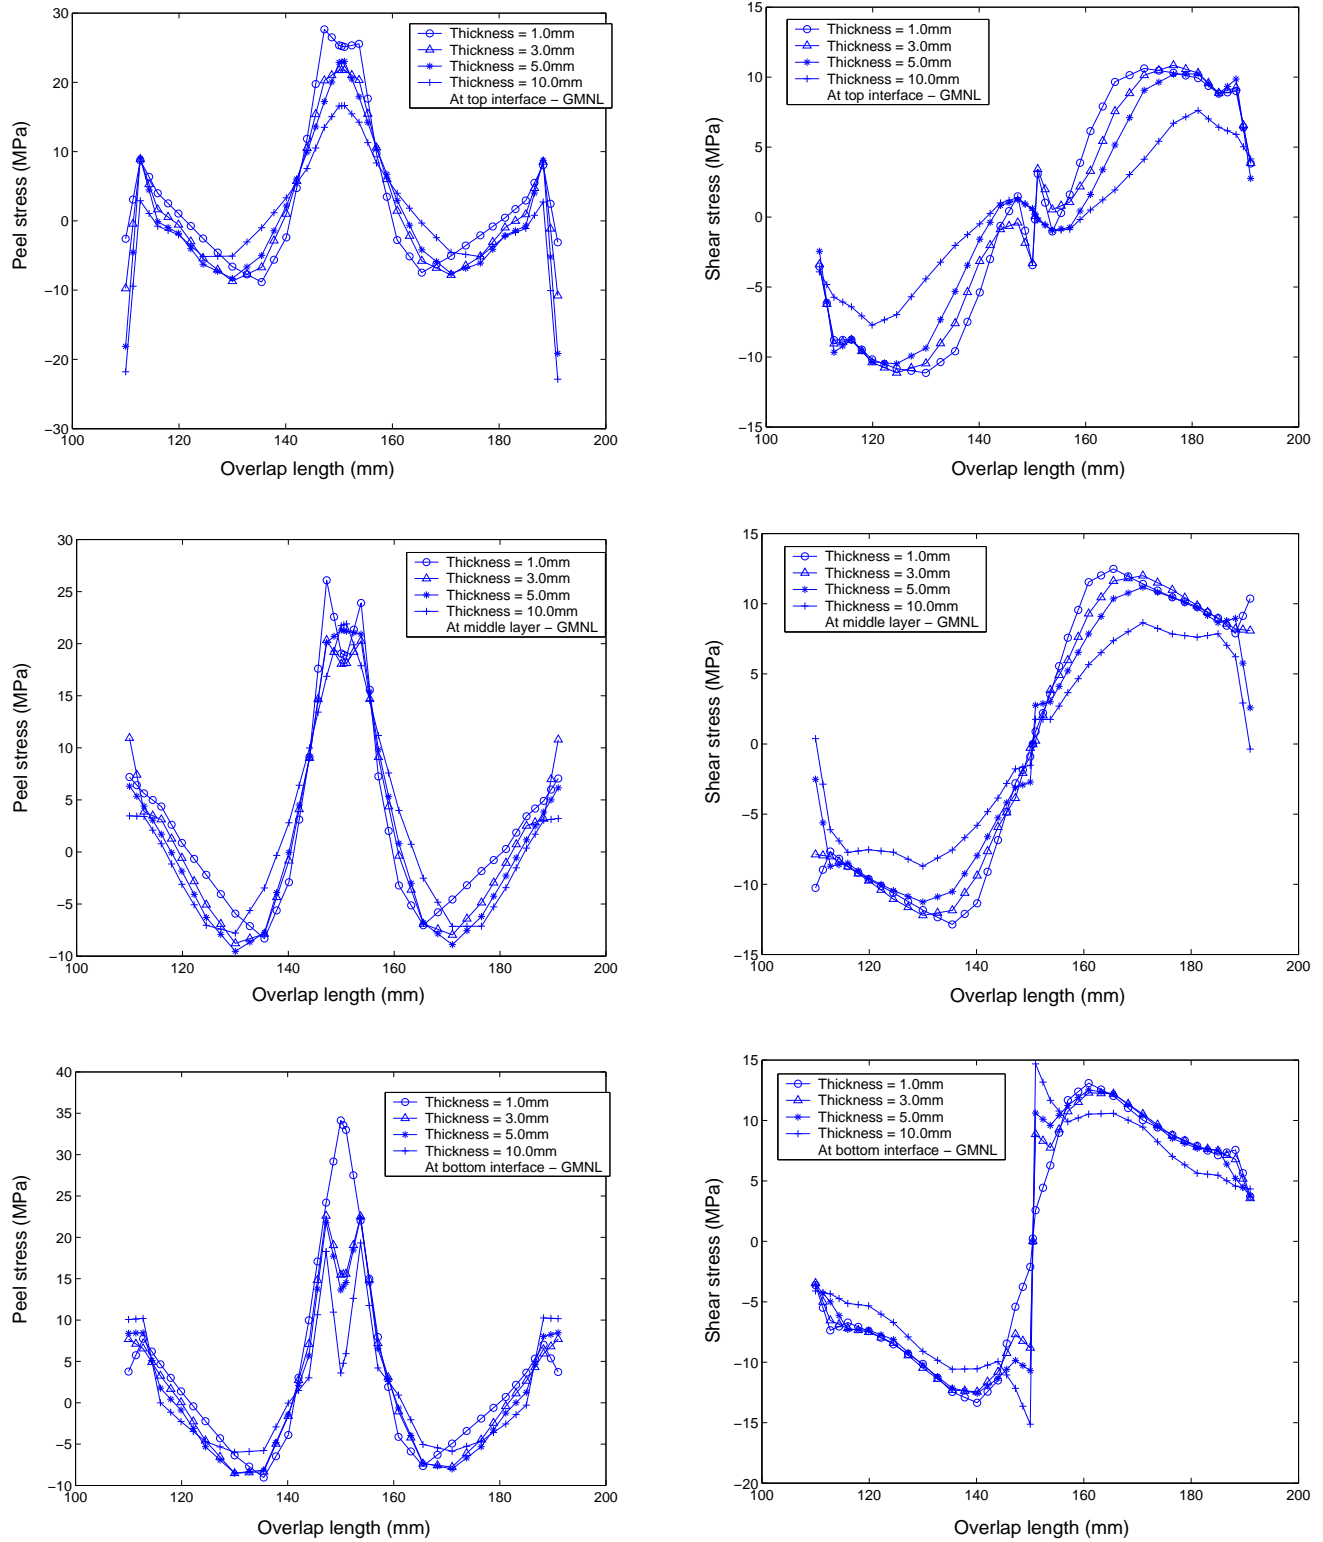 30
20
10
0
−10
−20
−30
100
120
140
160
180
200
Peel stress (MPa)
Overlap length (mm)
Thickness = 1.0mm
Thickness = 3.0mm
Thickness = 5.0mm
Thickness = 10.0mm
At top interface − GMNL
15
10
5
0
−5
−10
−15
100
120
140
160
180
200
Shear stress (MPa)
Overlap length (mm)
Thickness = 1.0mm
Thickness = 3.0mm
Thickness = 5.0mm
Thickness = 10.0mm
At top interface − GMNL
30
25
20
15
10
5
0
−5
−10
100
120
140
160
180
200
Peel stress (MPa)
Overlap length (mm)
Thickness = 1.0mm
Thickness = 3.0mm
Thickness = 5.0mm
Thickness = 10.0mm
At middle layer − GMNL
15
10
5
0
−5
−10
−15
100
120
140
160
180
200
Shear stress (MPa)
Overlap length (mm)
Thickness = 1.0mm
Thickness = 3.0mm
Thickness = 5.0mm
Thickness = 10.0mm
At middle layer − GMNL
40
35
30
25
20
15
10
5
0
−5
−10
100
120
140
160
180
200
Peel stress (MPa)
Overlap length (mm)
Thickness = 1.0mm
Thickness = 3.0mm
Thickness = 5.0mm
Thickness = 10.0mm
At bottom interface − GMNL
15
10
5
0
−5
−10
−15
−20
100
120
140
160
180
200
Shear stress (MPa)
Overlap length (mm)
Thickness = 1.0mm
Thickness = 3.0mm
Thickness = 5.0mm
Thickness = 10.0mm
At bottom interface − GMNL